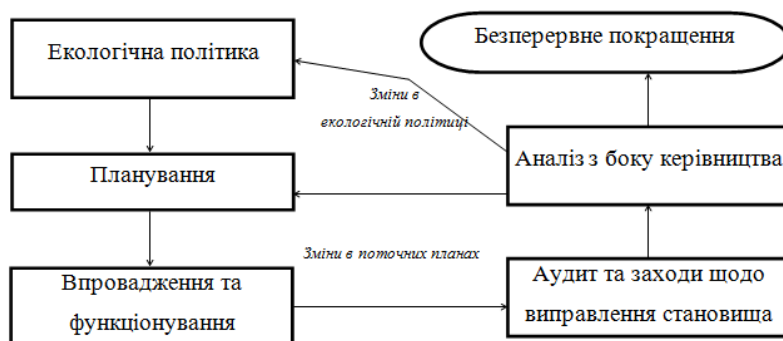 Екологічна політика
Безперервне покращення
Зміни в
екологічній політиці
Планування
Аналіз з боку керівництва
Зміни в поточних планах
Впровадження та
функціонування
Аудит та заходи щодо
виправлення становища